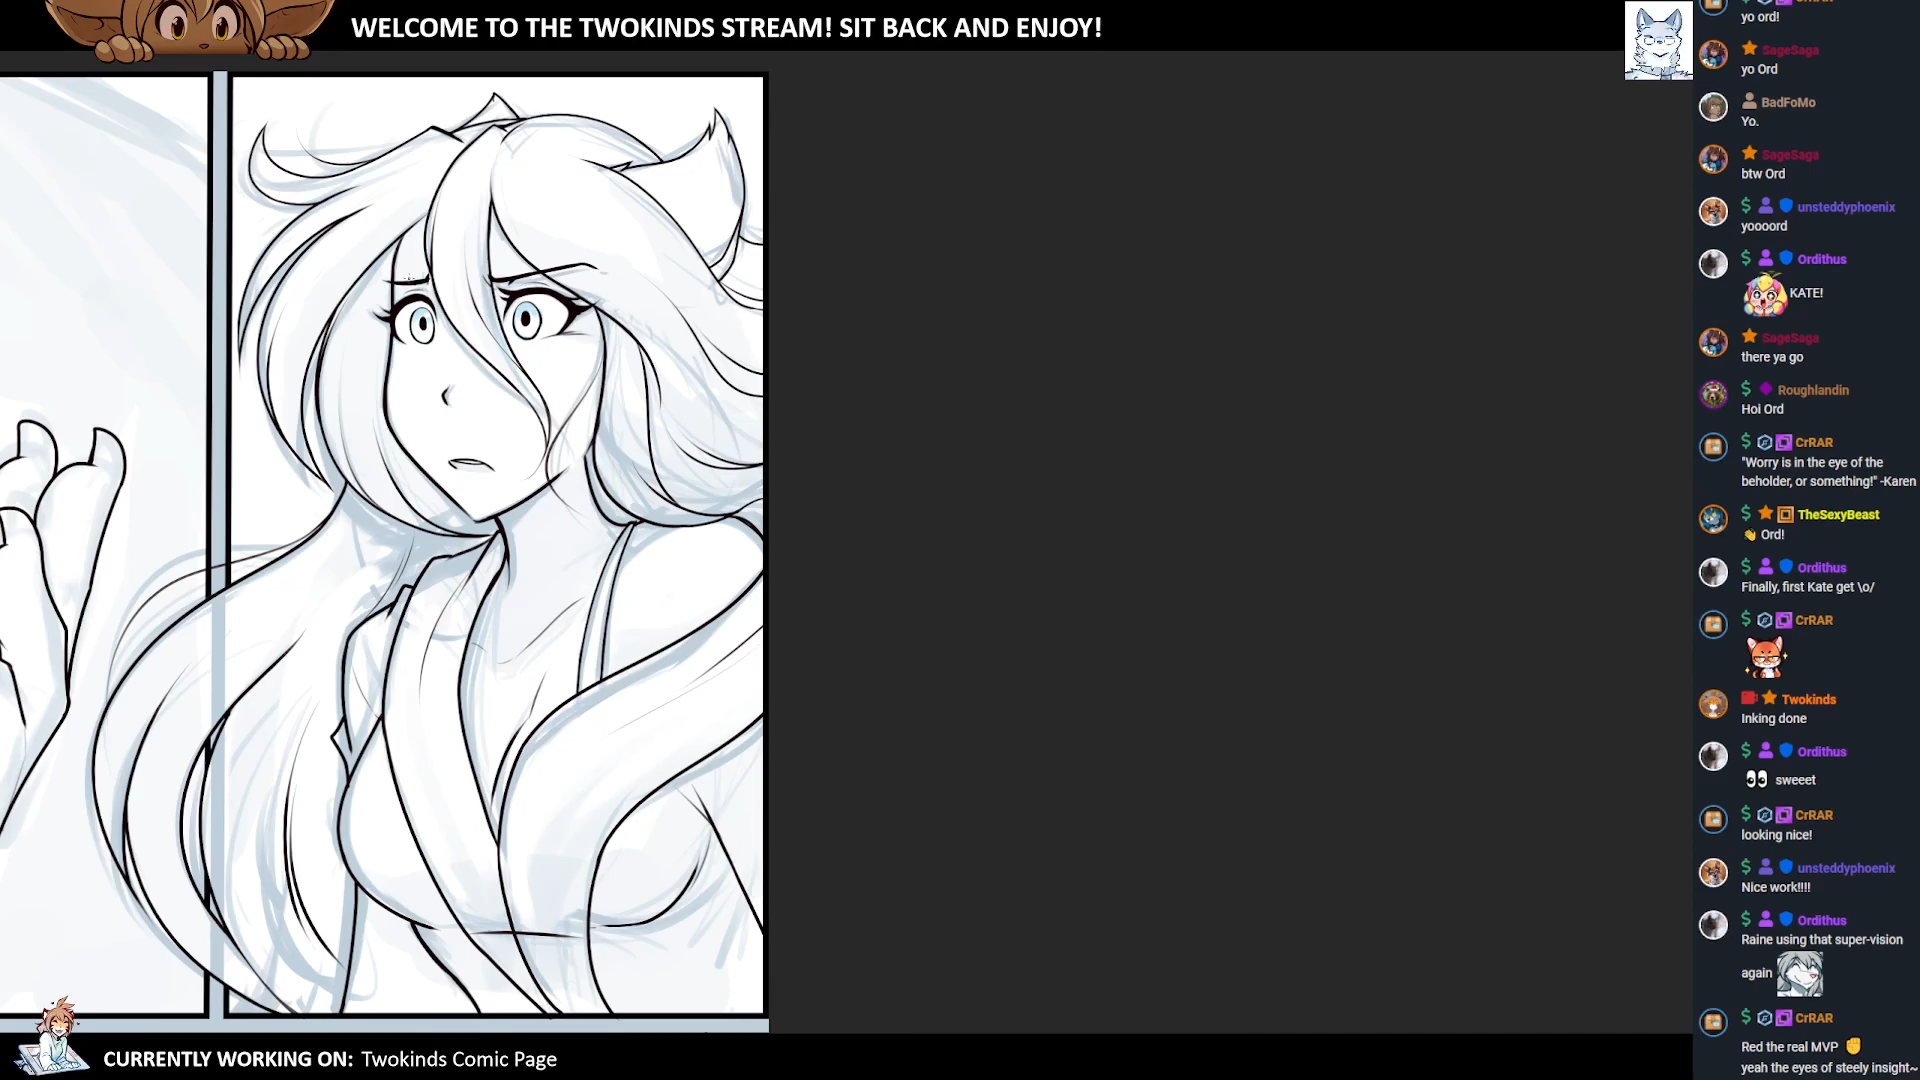 WELCOME TO THE TWOKINDS STREAM! SIT BACK AND ENJOY!
yo ord!
SageSaga
yo Ord
BadFoMo
Yo.
SageSaga
btw Ord
unsteddyphoenix
yoooord
Ordithus
KATE!
SageSaga
there ya go
Roughlandin
Hoi Ord
CrRAR
"Worry is in the eye of the
beholder, or something!" -Karen
TheSexyBeast
Ord!
Ordithus
Finally, first Kate get \o/
CrRAR
Twokinds
Inking done
Ordithus
sweeet
CrRAR
looking nice!
unsteddyphoenix
Nice work!!!!
Ordithus
Raine using that super-vision
again
CrRAR
Red the real MVP
yeah the eyes of steely insight~
CURRENTLY WORKING ON: Twokinds Comic Page